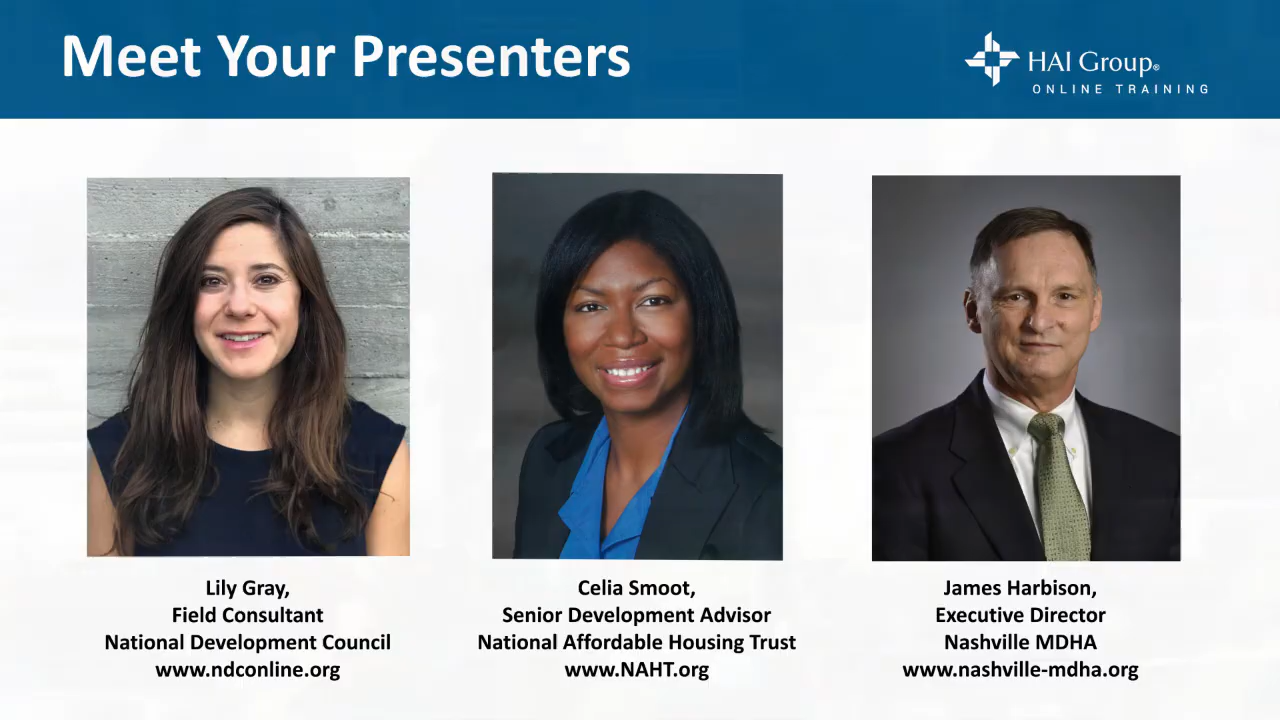 Meet Your Presenters
HAI Group®
ONLINE TRAINING
Lily Gray,
Field Consultant
National Development Council
www.ndconline.org
Celia Smoot,
Senior Development Advisor
National Affordable Housing Trust
www.NAHT.org
James Harbison,
Executive Director
Nashville MDHA
www.nashville-mdha.org